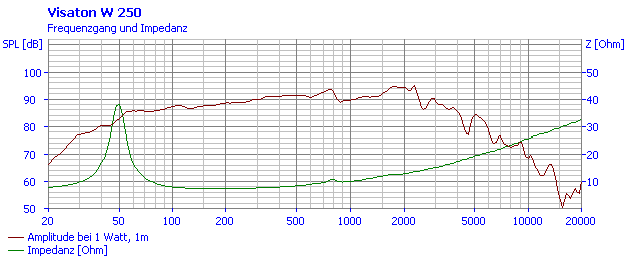 Visaton W 250
Frequenzgang und Impedanz
SPL [dB] Z [Ohm]
100 50
90 40
80 30
70 20
60 10
50
20 50 100 200 500 1000 2000 5000 10000 20000
Amplitude bei 1 Watt, 1m
Impedanz [Ohm]